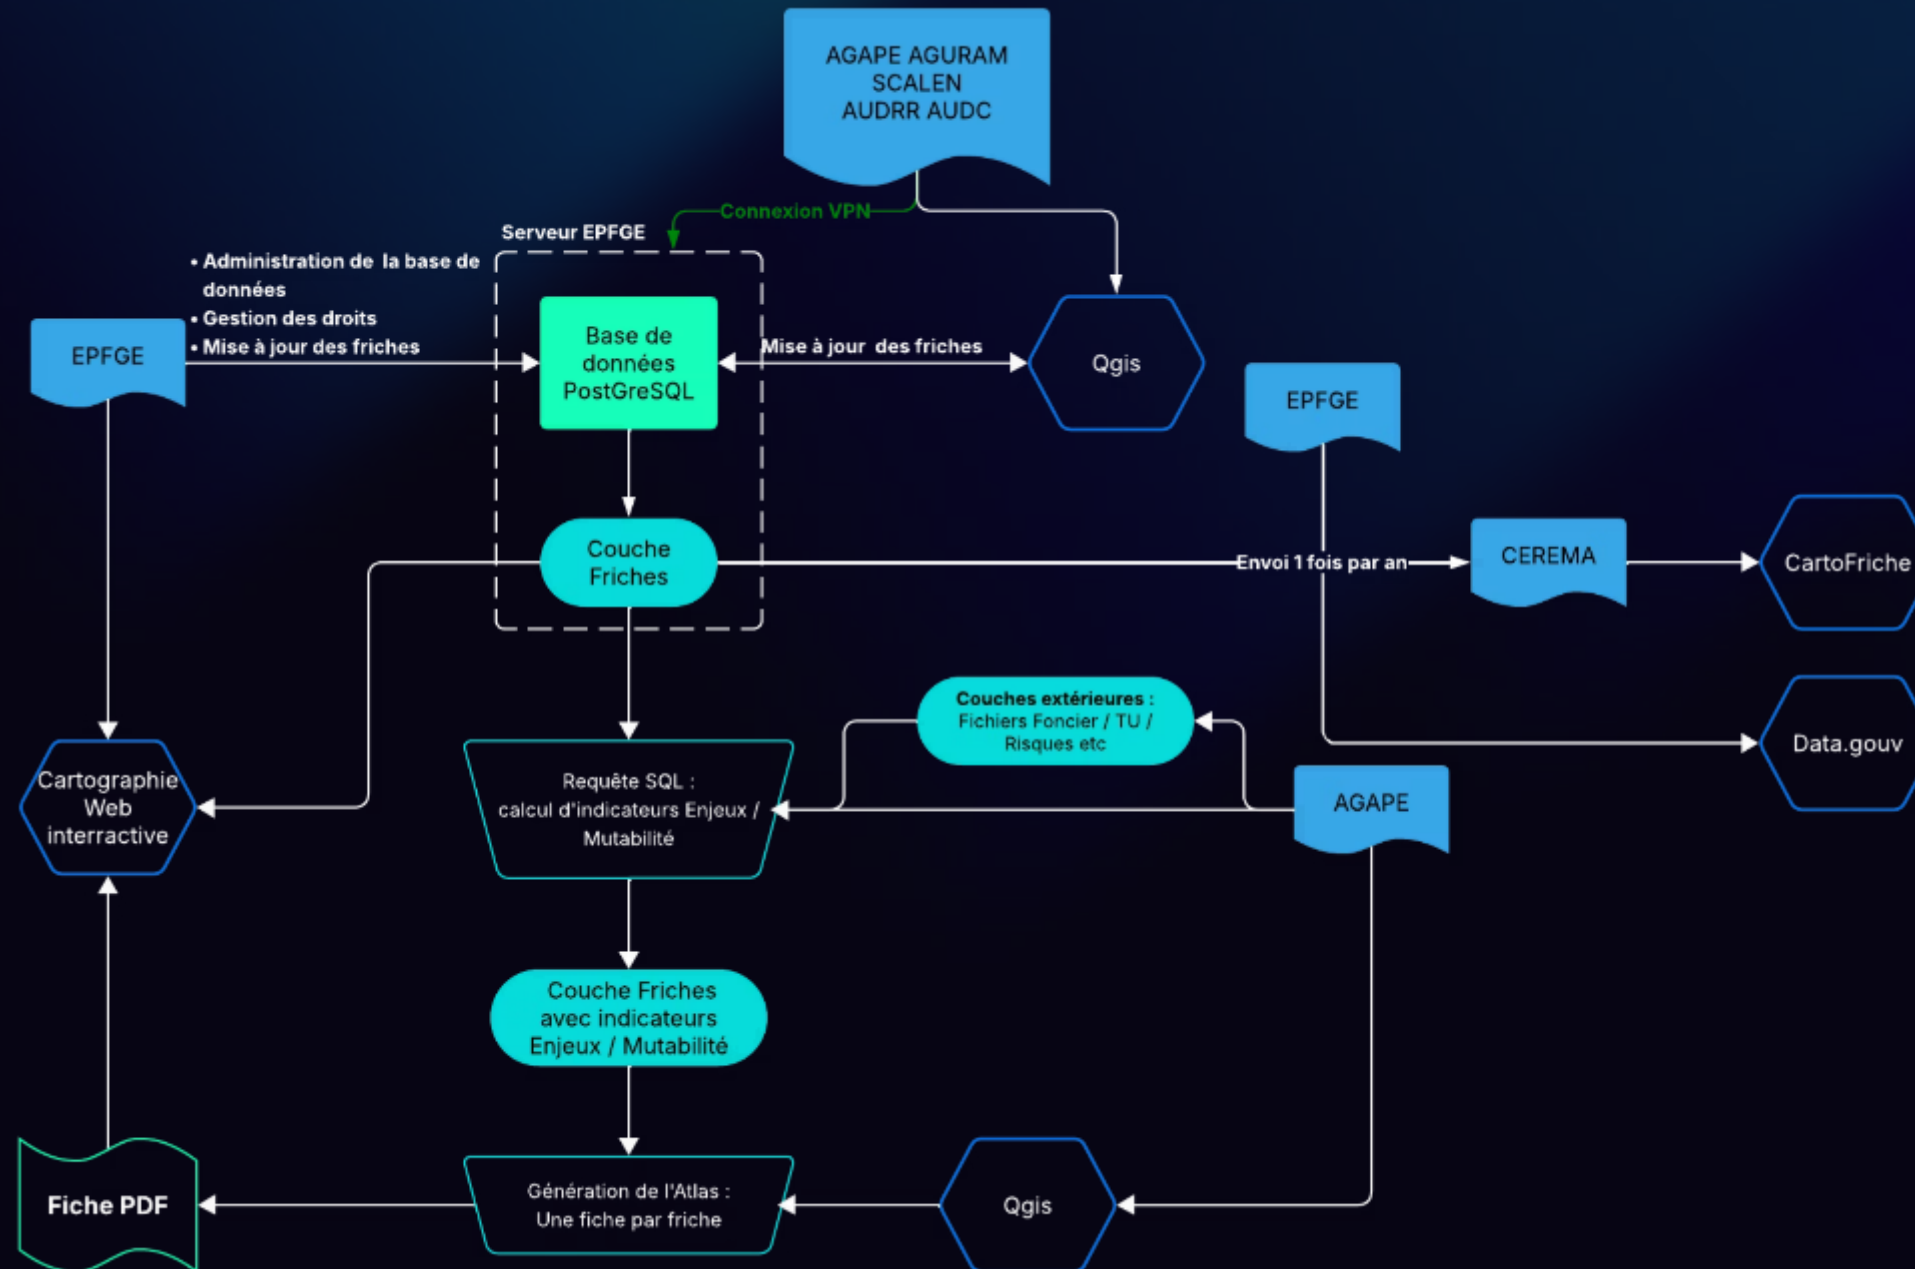 AGAPE AGURAM
SCALEN
AUDRR AUDC
Connexion VPN
Serveur EPFGE
• Administration de la base de
données
• Gestion des droits
• Mise à jour des friches
EPFGE
Base de
données
PostGreSQL
Mise à jour des friches
Qgis
EPFGE
Couche
Friches
Envoi 1 fois par an
CEREMA
CartoFriche
Couches extérieures :
Fichiers Foncier / TU /
Risques etc
Data.gouv
Cartographie
Web
interractive
Requête SQL :
calcul d'indicateurs Enjeux /
Mutabilité
AGAPE
Couche Friches
avec indicateurs
Enjeux / Mutabilité
Fiche PDF
Génération de l'Atlas :
Une fiche par friche
Qgis